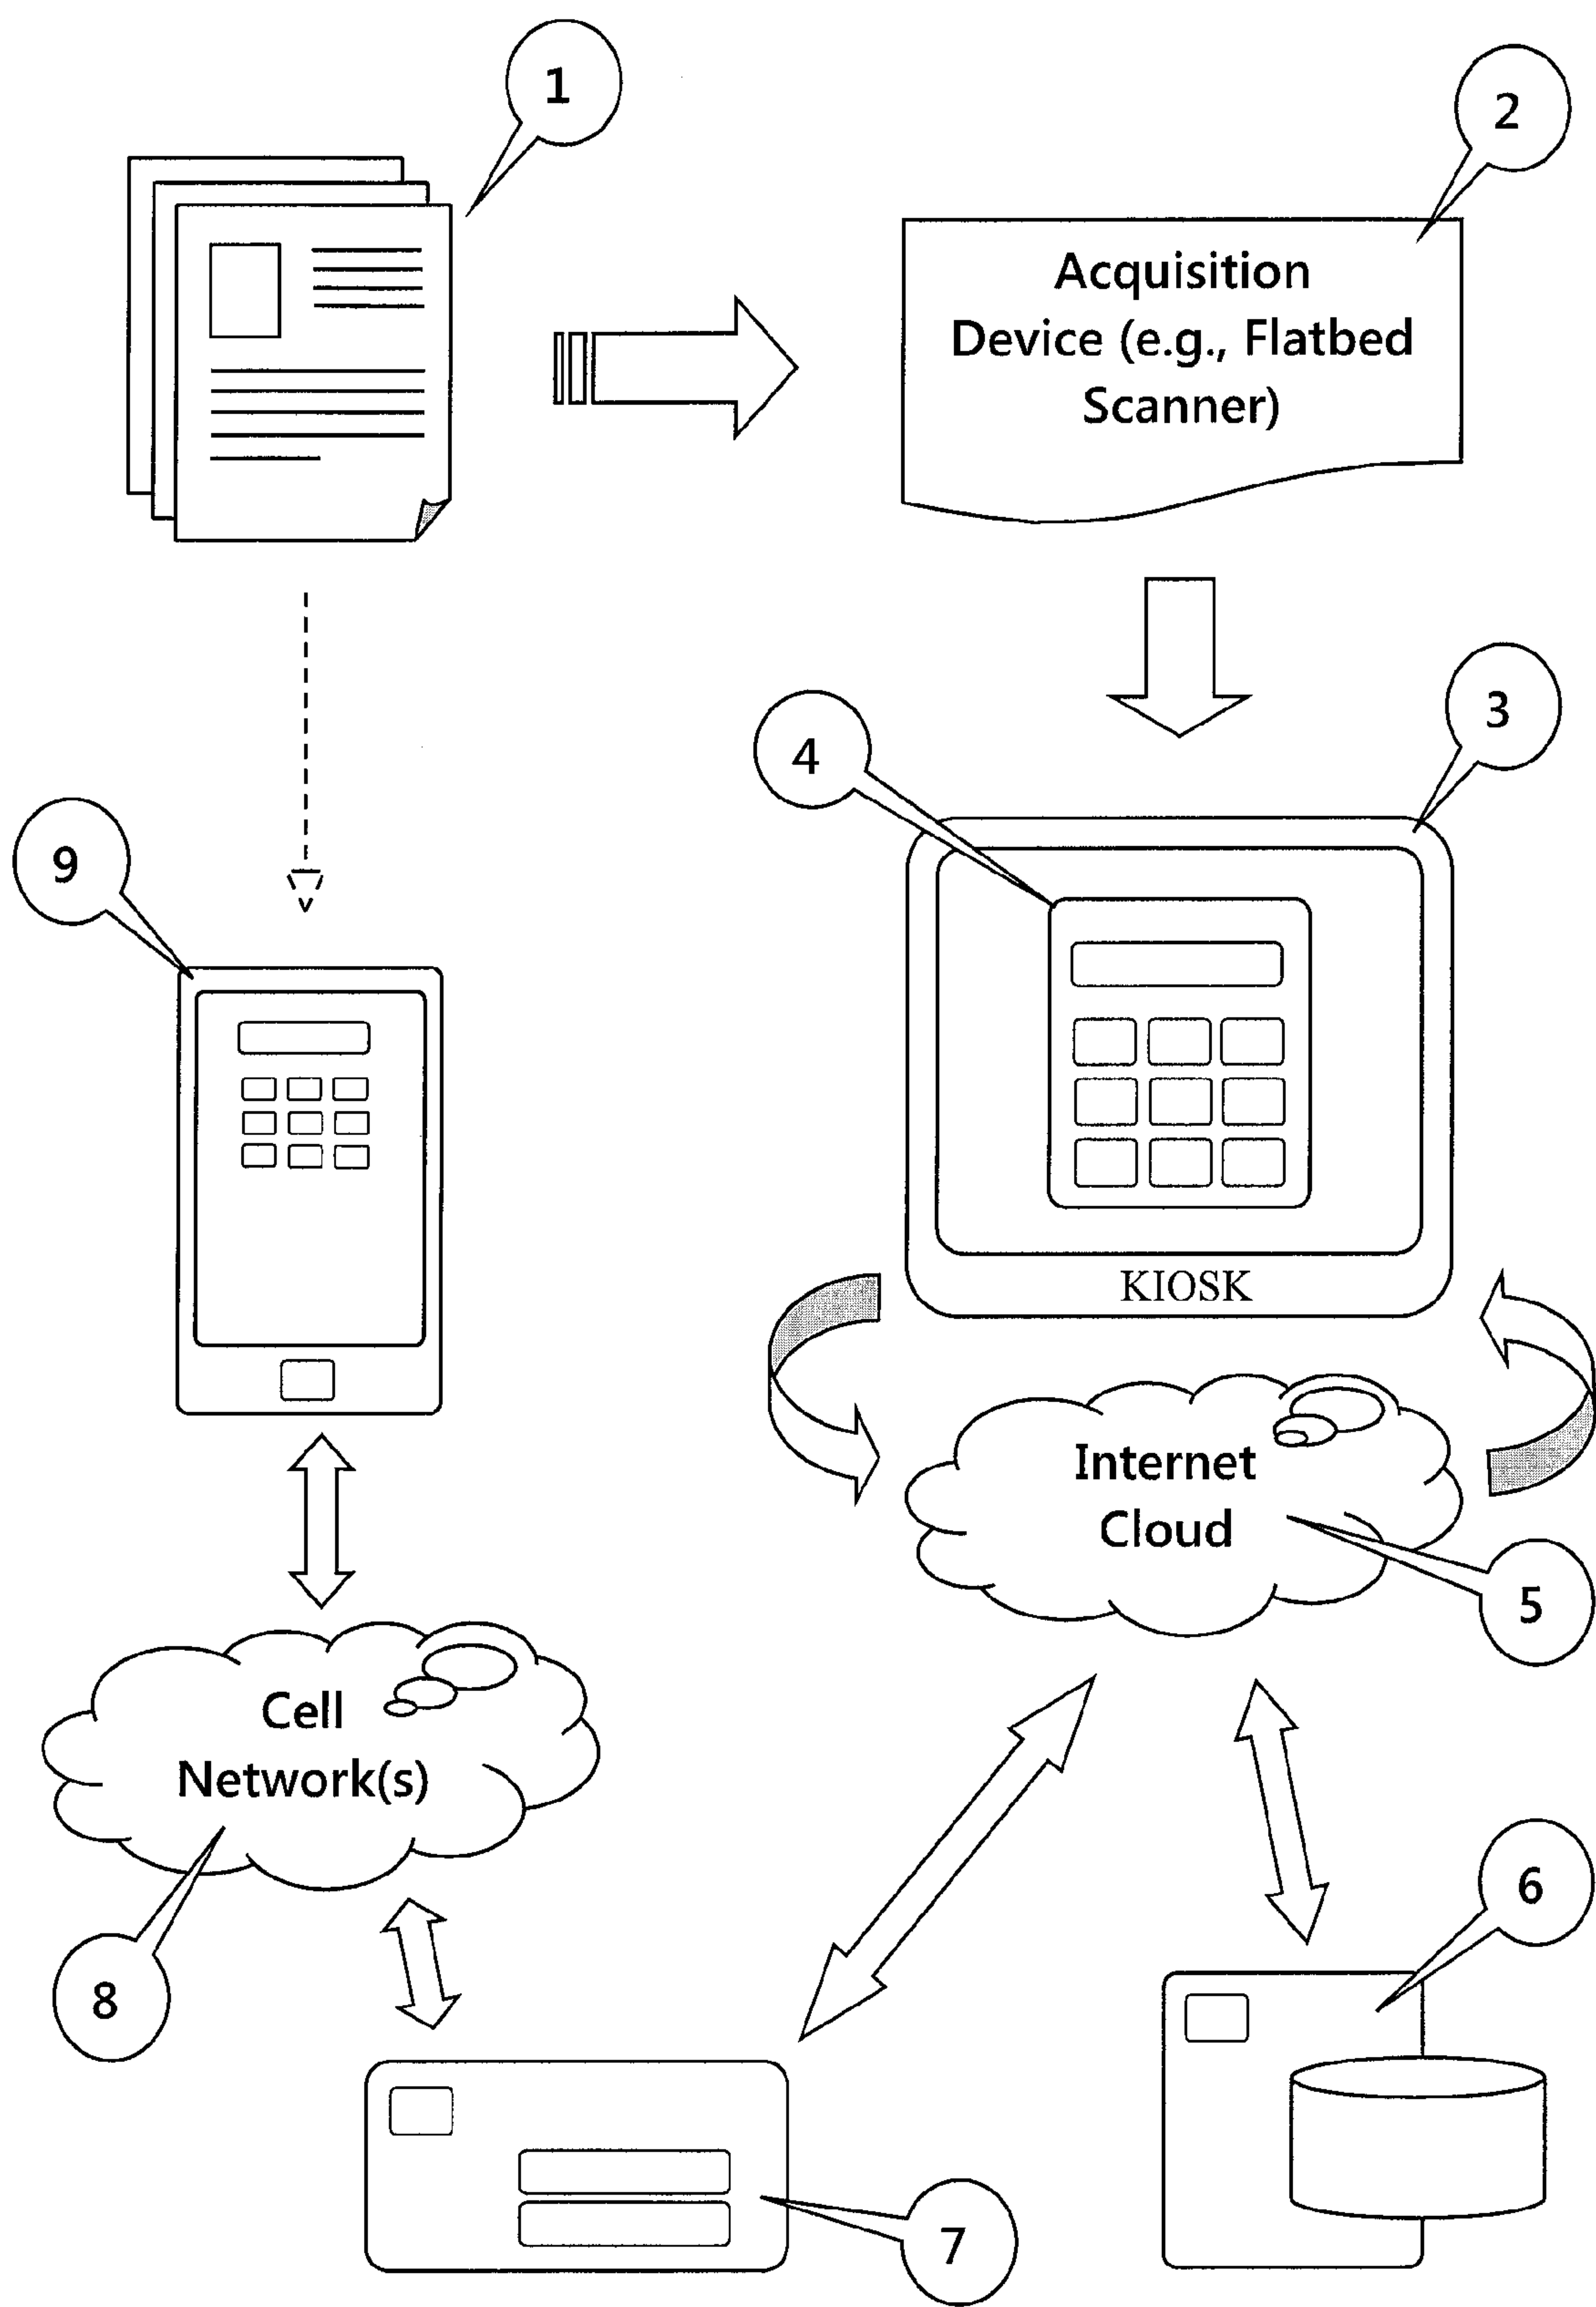 1
2
Acquisition
Device (e.g., Flatbed
Scanner)
3
4
9
KIOSK
Internet
Cloud
5
Cell
Network(s)
6
8
7